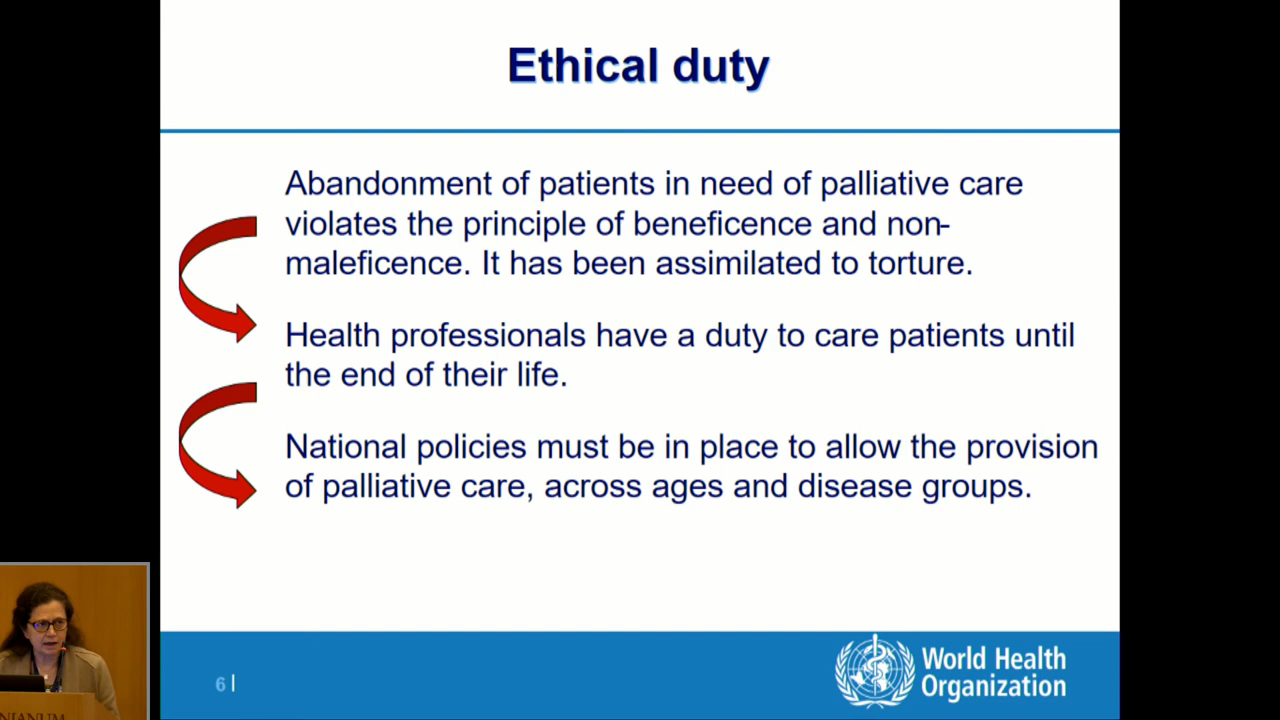 Ethical duty
Abandonment of patients in need of palliative care
violates the principle of beneficence and non-
maleficence. It has been assimilated to torture.
Health professionals have a duty to care patients until
the end of their life.
National policies must be in place to allow the provision
of palliative care, across ages and disease groups.
6 |
World Health
Organization